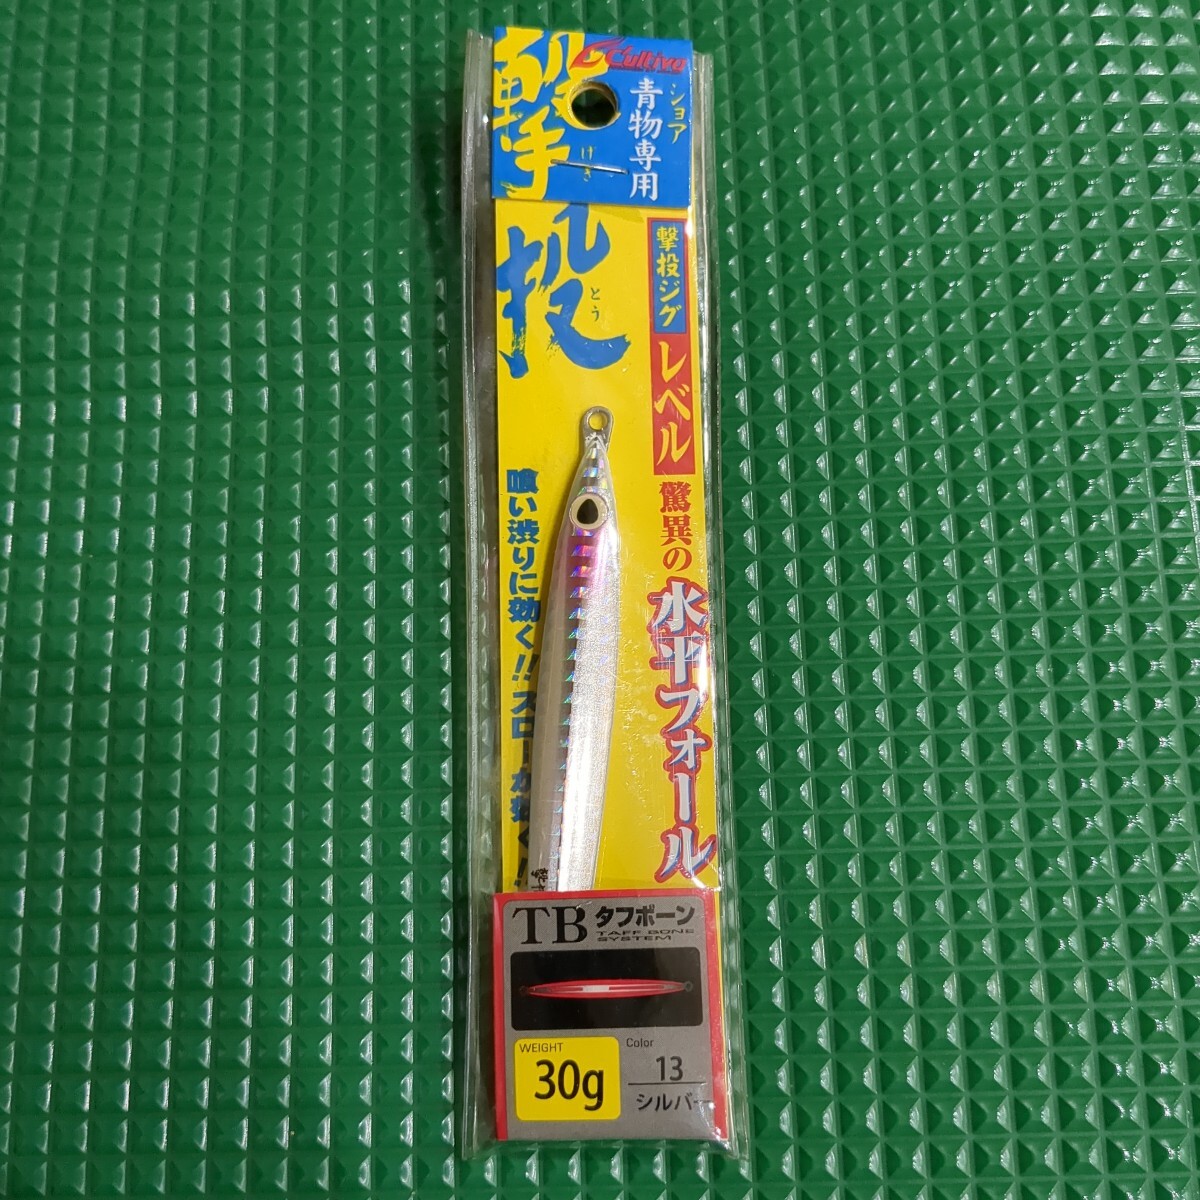 Cultiva
ショア
青物専用
撃投
げき
とう
撃投ジグ
レベル
驚異の水平フォール
喰い渋りに効く!!スローが
TB タフボーン
TAFF BONE
SYSTEM
WEIGHT
30g
Color
13
シルバー